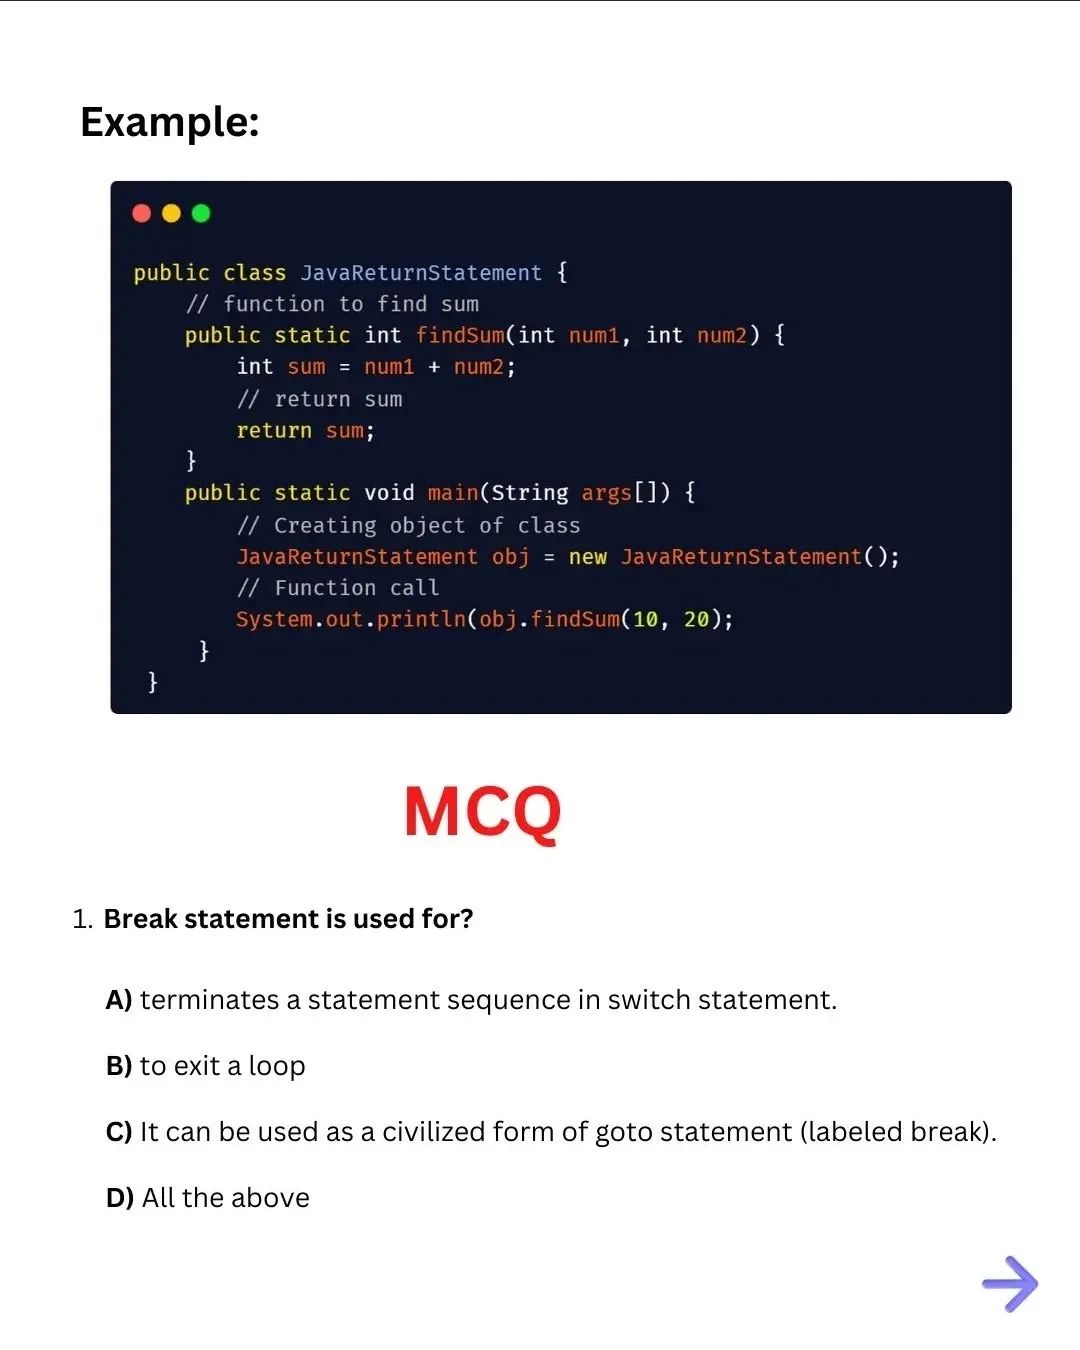 Example:
public class JavaReturnStatement {
// function to find sum
public static int findSum(int num1, int num2) {
int sum = num1 + num2;
// return sum
return sum;
}
public static void main(String args[]) {
// Creating object of class
JavaReturnStatement obj = new JavaReturnStatement();
// Function call
System.out.println(obj.findSum(10, 20);
}
}
MCQ
1. Break statement is used for?
A) terminates a statement sequence in switch statement.
B) to exit a loop
C) It can be used as a civilized form of goto statement (labeled break).
D) All the above